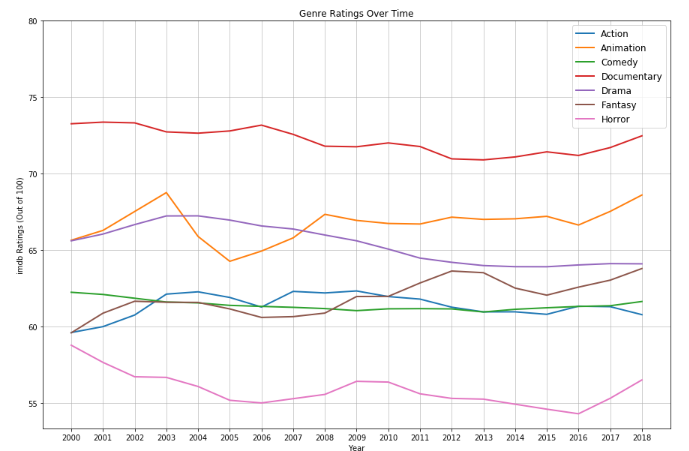 Genre Ratings Over Time
80
75
70
65
60
55
imdb Ratings (Out of 100)
Action
Animation
Comedy
Documentary
Drama
Fantasy
Horror
2000 2001 2002 2003 2004 2005 2006 2007 2008 2009 2010 2011 2012 2013 2014 2015 2016 2017 2018
Year